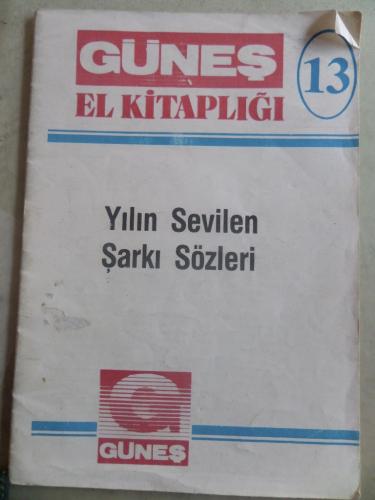 GÜNEŞ
13
EL KİTAPLIĞI
Yılın Sevilen
Şarkı Sözleri
GÜNEŞ